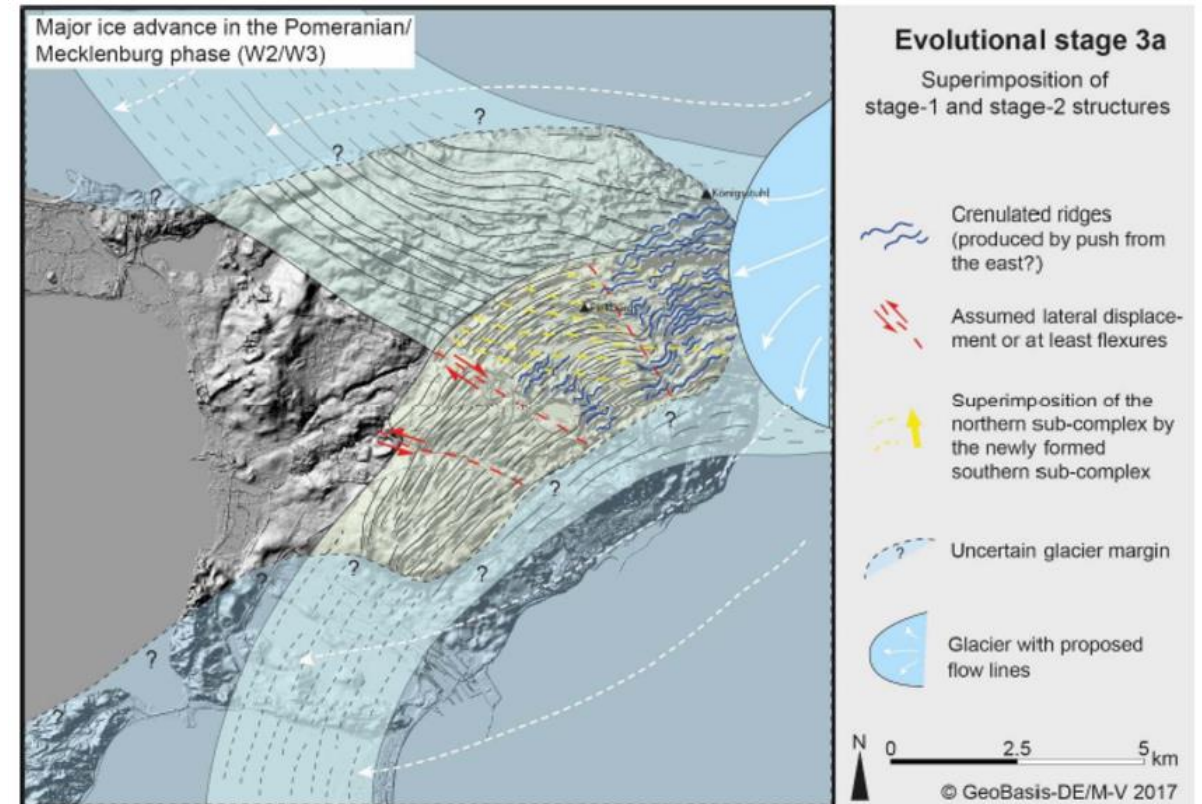 Major ice advance in the Pomeranian/
Mecklenburg phase (W2/W3)
?
?
?
Königsstuhl
?
?
?
?
?
?
?
Evolutional stage 3a
Superimposition of
stage-1 and stage-2 structures
Crenulated ridges
(produced by push from
the east?)
Assumed lateral displace-
ment or at least flexures
Superimposition of the
northern sub-complex by
the newly formed
southern sub-complex
?
Uncertain glacier margin
Glacier with proposed
flow lines
N
0 2.5 5 km
© GeoBasis-DE/M-V 2017